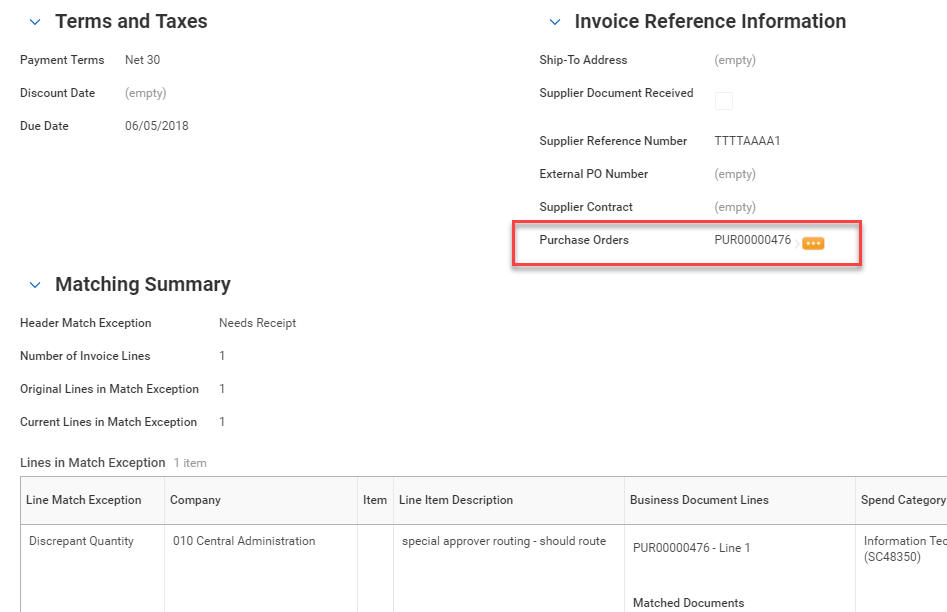 Terms and Taxes
Payment Terms Net 30
Discount Date (empty)
Due Date 06/05/2018
Invoice Reference Information
Ship-To Address (empty)
Supplier Document Received
Supplier Reference Number TTTTAAAA1
External PO Number (empty)
Supplier Contract (empty)
Purchase Orders PUR00000476
Matching Summary
Header Match Exception Needs Receipt
Number of Invoice Lines 1
Original Lines in Match Exception 1
Current Lines in Match Exception 1
Lines in Match Exception 1 item
Line Match Exception Company Item Line Item Description Business Document Lines Spend Category
Discrepant Quantity 010 Central Administration special approver routing - should route PUR00000476 - Line 1 Information Tec
(SC48350)
Matched Documents